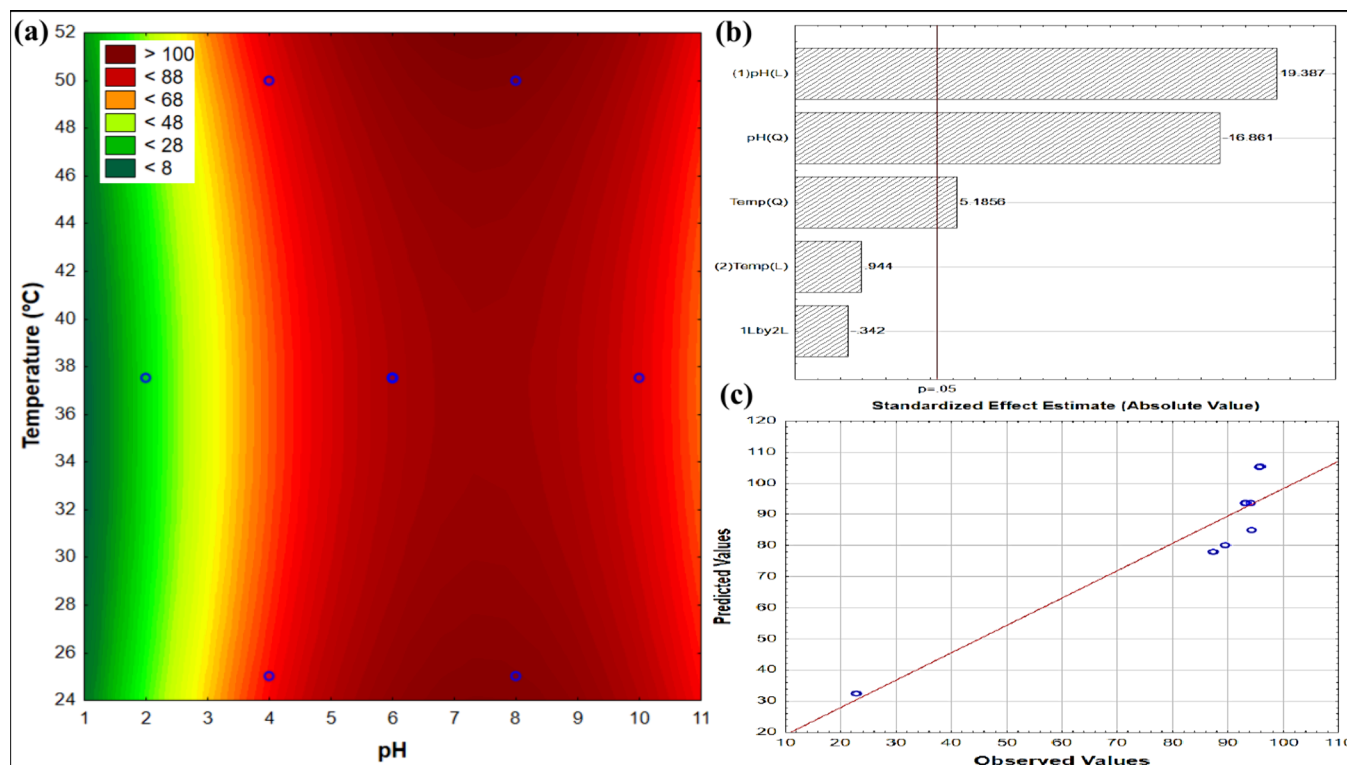 (a)
> 100
< 88
< 68
< 48
< 28
< 8
52
50
48
46
44
42
40
38
36
34
32
30
28
26
24
Temperature (°C)
1 2 3 4 5 6 7 8 9 10 11
pH
(b)
(1)pH(L)
19.387
pH(Q)
-16.861
Temp(Q)
5.1856
(2)Temp(L)
.944
1Lby2L
-.342
p=.05
Standardized Effect Estimate (Absolute Value)
(c)
120
110
100
90
80
70
60
50
40
30
20
Predicted Values
10 20 30 40 50 60 70 80 90 100 110
Observed Values